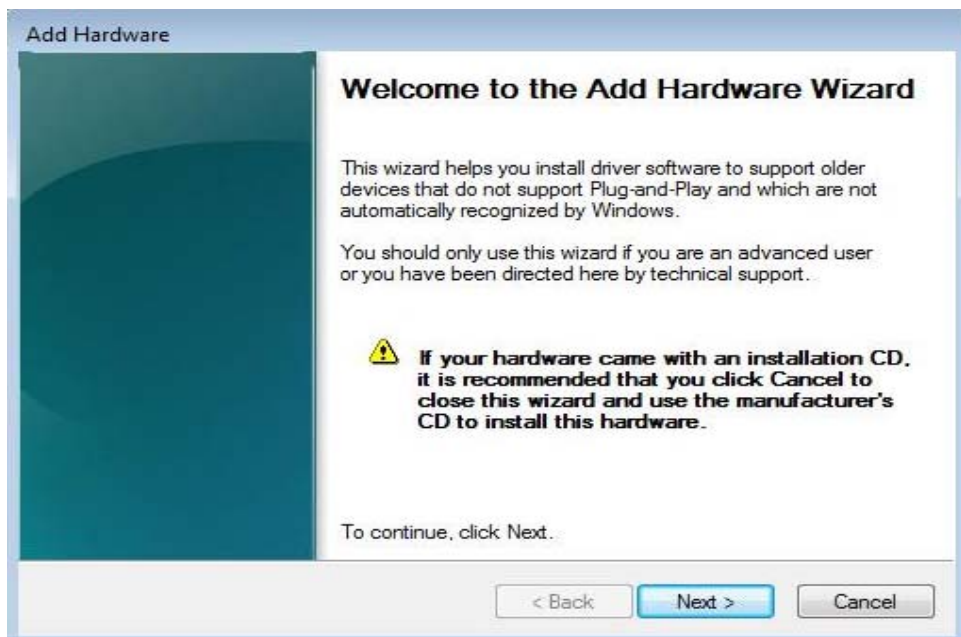 Add Hardware
Welcome to the Add Hardware Wizard
This wizard helps you install driver software to support older
devices that do not support Plug-and-Play and which are not
automatically recognized by Windows.
You should only use this wizard if you are an advanced user
or you have been directed here by technical support.
If your hardware came with an installation CD,
it is recommended that you click Cancel to
close this wizard and use the manufacturer's
CD to install this hardware.
To continue, click Next.
< Back Next > Cancel